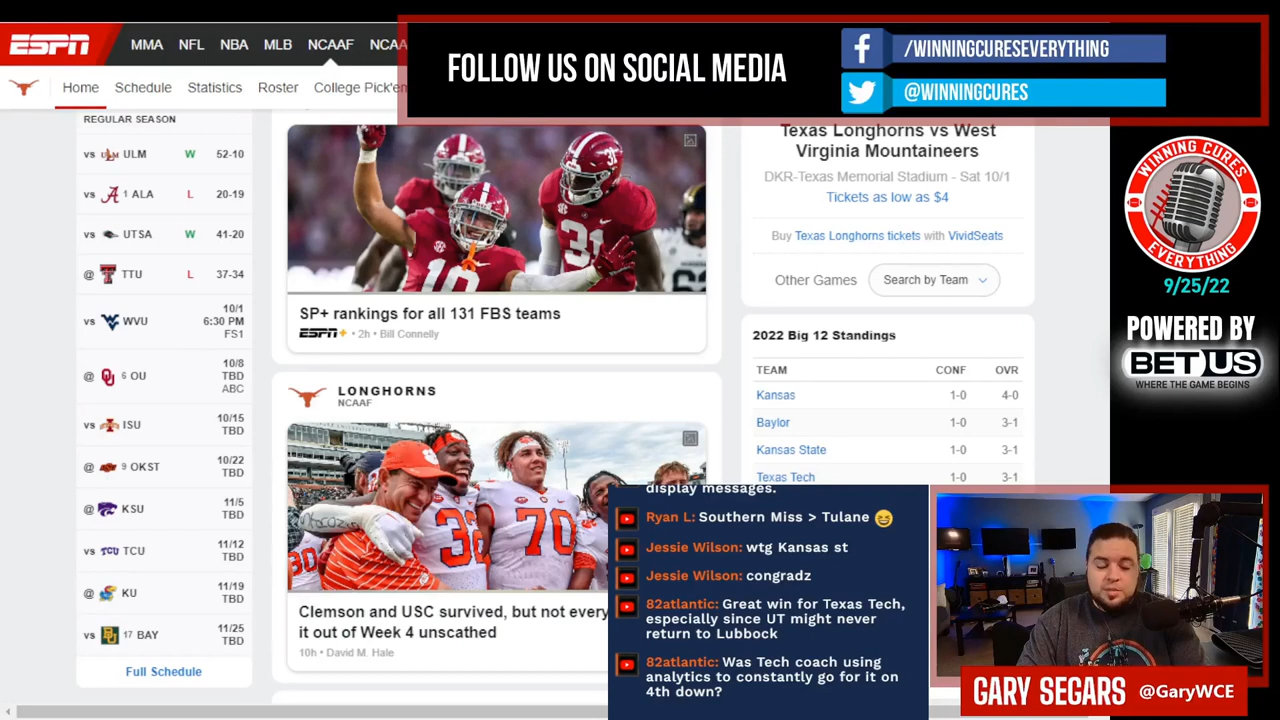 ESPN MMA NFL NBA MLB NCAAF NCAA
FOLLOW US ON SOCIAL MEDIA
/WINNINGCURESEVERYTHING
@WINNINGCURES
Home Schedule Statistics Roster College Pick'em
REGULAR SEASON
vs ULM W 52-10
vs 1 ALA L 20-19
vs UTSA W 41-20
@ TTU L 37-34
vs WVU 10/1
6:30 PM
FS1
@ 6 OU 10/8
TBD
ABC
vs ISU 10/15
TBD
@ 9 OKST 10/22
TBD
@ KSU 11/5
TBD
vs TCU 11/12
TBD
@ KU 11/19
TBD
vs 17 BAY 11/25
TBD
Full Schedule
31
10
SP+ rankings for all 131 FBS teams
ESPN+ • 2h • Bill Connelly
LONGHORNS
NCAAF
70
Clemson and USC survived, but not every
it out of Week 4 unscathed
10h • David M. Hale
Texas Longhorns vs West
Virginia Mountaineers
DKR-Texas Memorial Stadium - Sat 10/1
Tickets as low as $4
Buy Texas Longhorns tickets with VividSeats
Other Games Search by Team
2022 Big 12 Standings
TEAM CONF OVR
Kansas 1-0 4-0
Baylor 1-0 3-1
Kansas State 1-0 3-1
Texas Tech 1-0 3-1
display messages.
Ryan L: Southern Miss > Tulane 😆
Jessie Wilson: wtg Kansas st
Jessie Wilson: congradz
82atlantic: Great win for Texas Tech,
especially since UT might never
return to Lubbock
82atlantic: Was Tech coach using
analytics to constantly go for it on
4th down?
WINNING CURES
EVERYTHING
9/25/22
POWERED BY
BETUS
WHERE THE GAME BEGINS
GARY SEGARS @GaryWCE